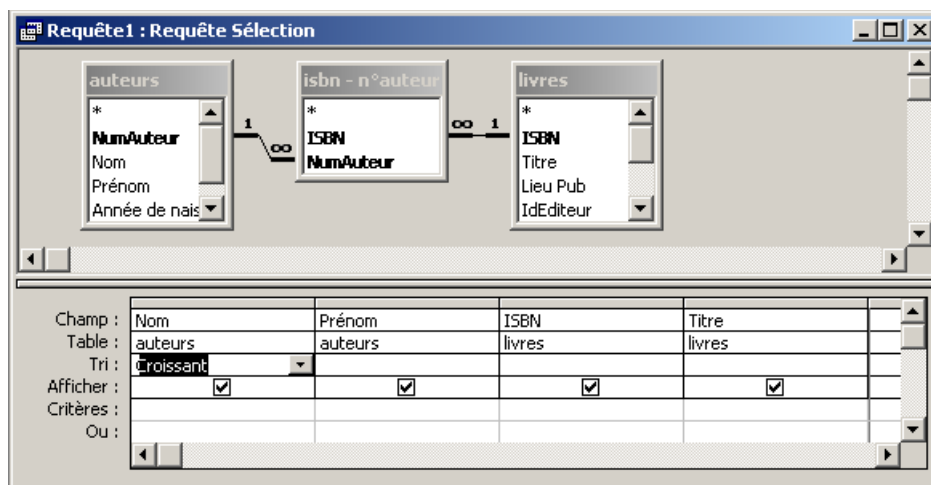 Requête1 : Requête Sélection
auteurs
*
NumAuteur
Nom
Prénom
Année de nais
1
∞
isbn - n°auteur
*
ISBN
NumAuteur
∞
1
livres
*
ISBN
Titre
Lieu Pub
IdEditeur
Champ : Nom Prénom ISBN Titre
Table : auteurs auteurs livres livres
Tri : Croissant
Afficher :
Critères :
Ou :